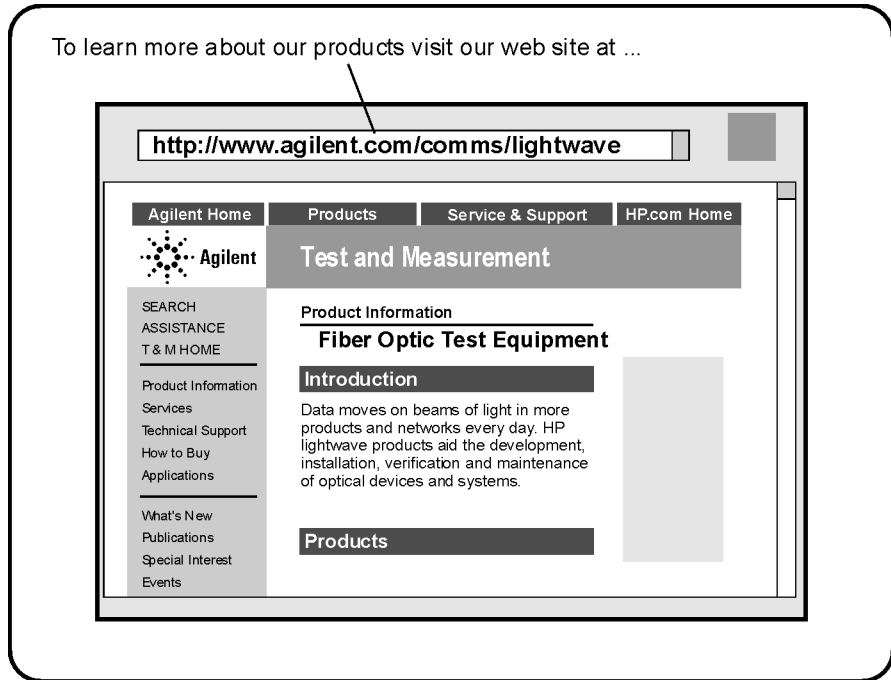 To learn more about our products visit our web site at ...
http://www.agilent.com/comms/lightwave
Agilent Home Products Service & Support HP.com Home
Agilent Test and Measurement
SEARCH
ASSISTANCE
T & M HOME
Product Information
Services
Technical Support
How to Buy
Applications
What's New
Publications
Special Interest
Events
Product Information
Fiber Optic Test Equipment
Introduction
Data moves on beams of light in more
products and networks every day. HP
lightwave products aid the development,
installation, verification and maintenance
of optical devices and systems.
Products